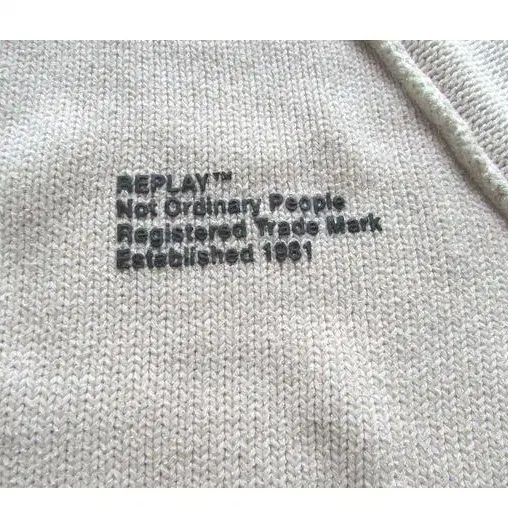 REPLAY™
Not Ordinary People
Registered Trade Mark
Established 1981